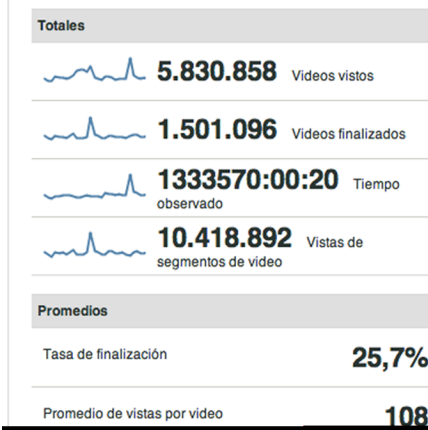 Totales
5.830.858 Videos vistos
1.501.096 Videos finalizados
1333570:00:20 Tiempo
observado
10.418.892 Vistas de
segmentos de video
Promedios
Tasa de finalización 25,7%
Promedio de vistas por video 108